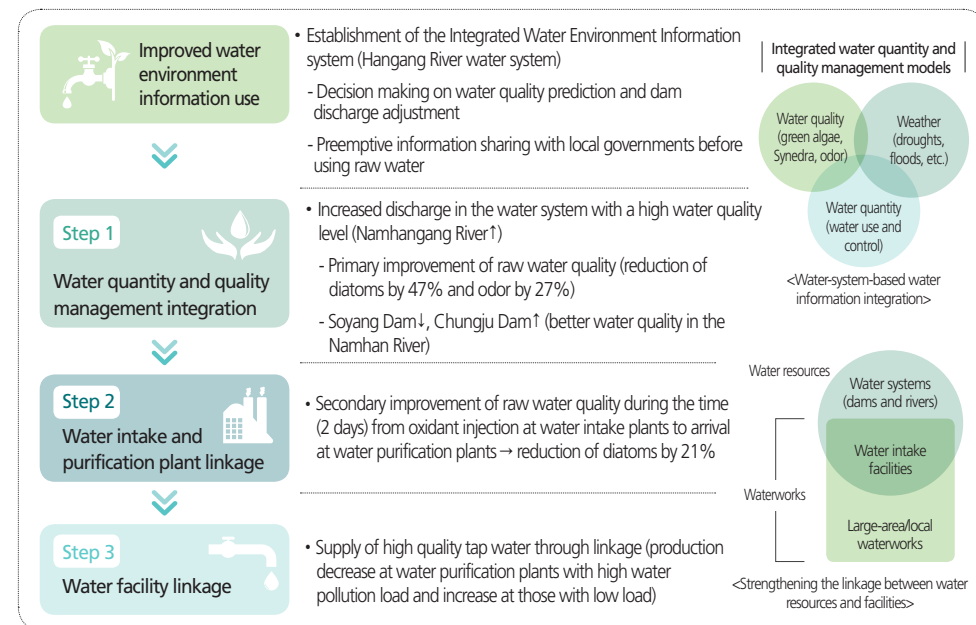 Improved water
environment
information use
• Establishment of the Integrated Water Environment Information
system (Hangang River water system)
- Decision making on water quality prediction and dam
discharge adjustment
- Preemptive information sharing with local governments before
using raw water
Step 1
Water quantity and quality
management integration
• Increased discharge in the water system with a high water quality
level (Namhangang River↑)
- Primary improvement of raw water quality (reduction of
diatoms by 47% and odor by 27%)
- Soyang Dam↓, Chungju Dam↑ (better water quality in the
Namhan River)
Step 2
Water intake and
purification plant linkage
• Secondary improvement of raw water quality during the time
(2 days) from oxidant injection at water intake plants to arrival
at water purification plants → reduction of diatoms by 21%
Step 3
Water facility linkage
• Supply of high quality tap water through linkage (production
decrease at water purification plants with high water
pollution load and increase at those with low load)
Integrated water quantity and
quality management models
Water quality
(green algae,
Synedra, odor)
Weather
(droughts,
floods, etc.)
Water quantity
(water use and
control)
<Water-system-based water
information integration>
Water resources
Water systems
(dams and rivers)
Water intake
facilities
Waterworks
Large-area/local
waterworks
<Strengthening the linkage between water
resources and facilities>